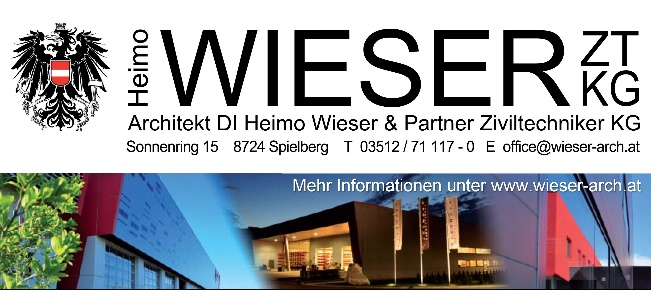 Heimo
WIESER
ZT
KG
Architekt DI Heimo Wieser & Partner Ziviltechniker KG
Sonnenring 15 8724 Spielberg T 03512 / 71 117 - 0 E office@wieser-arch.at
Mehr Informationen unter www.wieser-arch.at